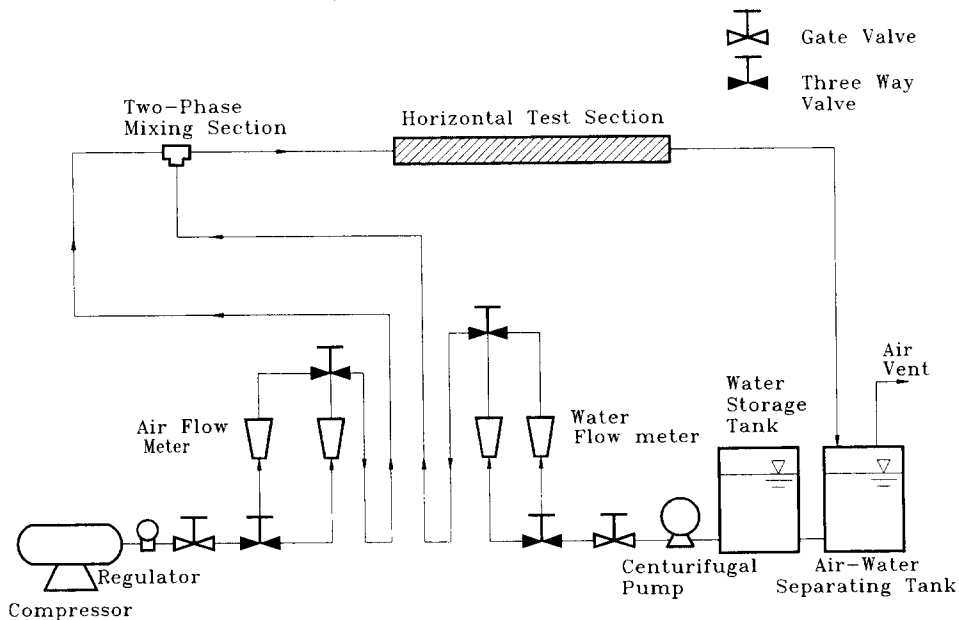 Gate Valve
Three Way
Valve
Two-Phase
Mixing Section
Horizontal Test Section
Air
Vent
Water
Storage
Tank
Air Flow
Meter
Water
Flow meter
Regulator
Compressor
Centurifugal
Pump
Air-Water
Separating Tank